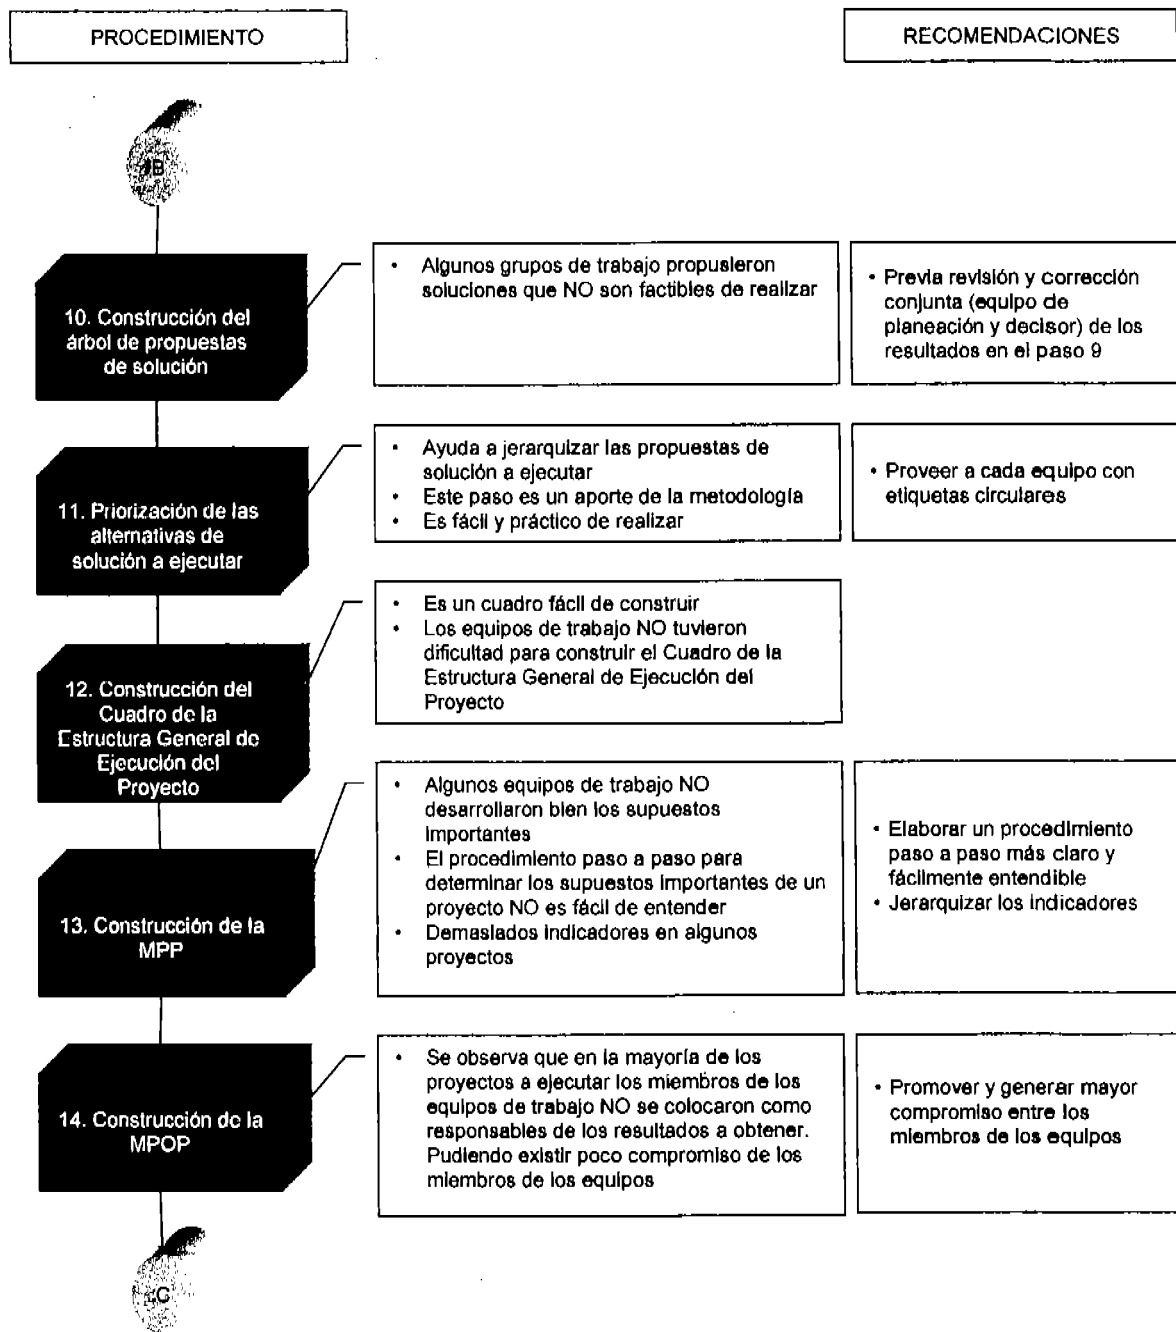 PROCEDIMIENTO
RECOMENDACIONES
B
10. Construcción del
árbol de propuestas
de solución
• Algunos grupos de trabajo propusieron
soluciones que NO son factibles de realizar
• Previa revisión y corrección
conjunta (equipo de
planeación y decisor) de los
resultados en el paso 9
11. Priorización de las
alternativas de
solución a ejecutar
• Ayuda a jerarquizar las propuestas de
solución a ejecutar
• Este paso es un aporte de la metodología
• Es fácil y práctico de realizar
• Proveer a cada equipo con
etiquetas circulares
12. Construcción del
Cuadro de la
Estructura General de
Ejecución del
Proyecto
• Es un cuadro fácil de construir
• Los equipos de trabajo NO tuvieron
dificultad para construir el Cuadro de la
Estructura General de Ejecución del
Proyecto
13. Construcción de la
MPP
• Algunos equipos de trabajo NO
desarrollaron bien los supuestos
importantes
• El procedimiento paso a paso para
determinar los supuestos importantes de un
proyecto NO es fácil de entender
• Demasiados indicadores en algunos
proyectos
• Elaborar un procedimiento
paso a paso más claro y
fácilmente entendible
• Jerarquizar los indicadores
14. Construcción de la
MPOP
• Se observa que en la mayoría de los
proyectos a ejecutar los miembros de los
equipos de trabajo NO se colocaron como
responsables de los resultados a obtener.
Pudiendo existir poco compromiso de los
miembros de los equipos
• Promover y generar mayor
compromiso entre los
miembros de los equipos
C